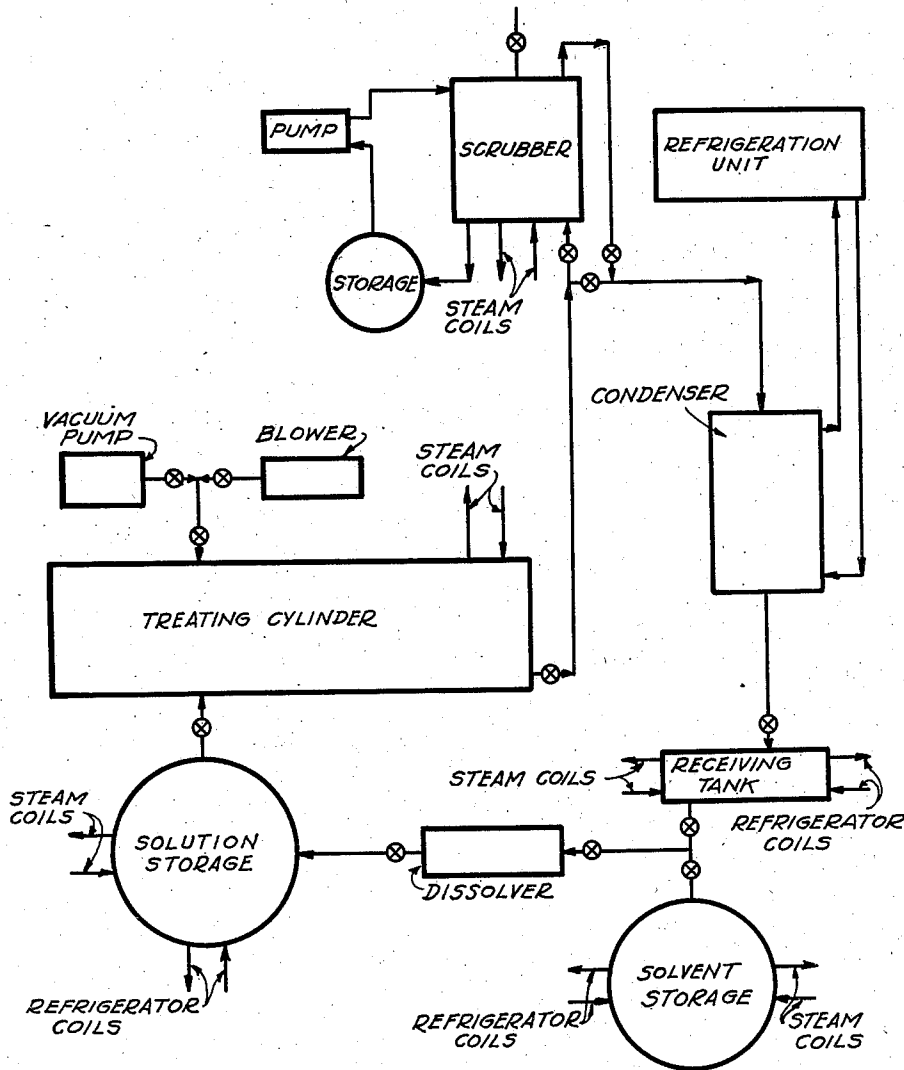 PUMP
SCRUBBER
REFRIGERATION
UNIT
STORAGE
STEAM
COILS
CONDENSER
VACUUM
PUMP
BLOWER
STEAM
COILS
TREATING CYLINDER
STEAM COILS
RECEIVING
TANK
REFRIGERATOR
COILS
STEAM
COILS
SOLUTION
STORAGE
DISSOLVER
REFRIGERATOR
COILS
SOLVENT
STORAGE
REFRIGERATOR
COILS
STEAM
COILS